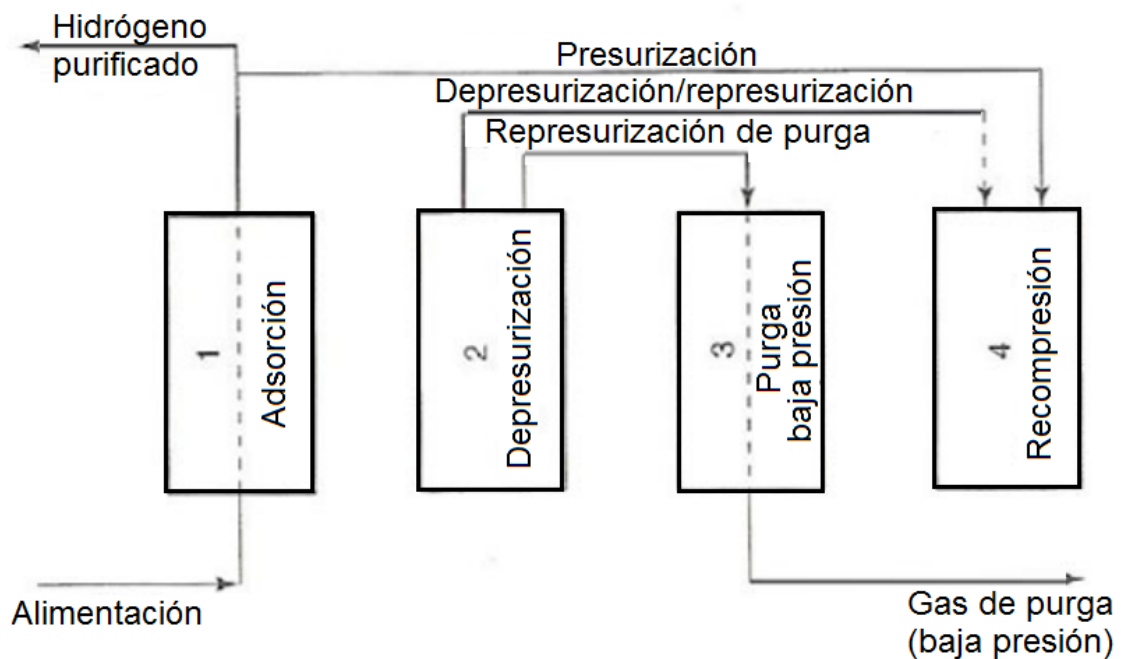 Hidrógeno
purificado
Presurización
Depresurización/represurización
Represurización de purga
1
Adsorción
2
Depresurización
3
Purga
baja presión
4
Recompresión
Alimentación
Gas de purga
(baja presión)